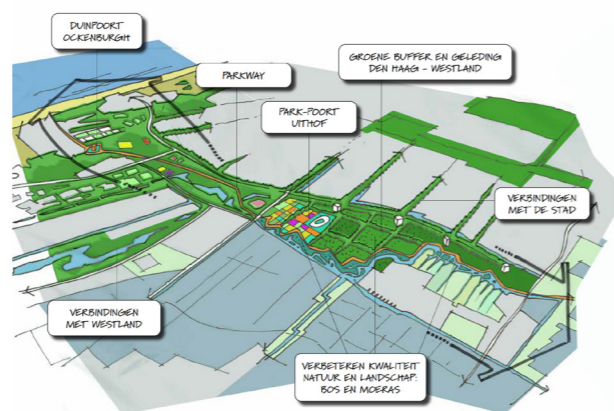 DUINPOORT
OCKENBURGH
PARKWAY
GROENE BUFFER EN GELEDING
DEN HAAG - WESTLAND
PARK-POORT
UITHOF
VERBINDINGEN
MET DE STAD
VERBINDINGEN
MET WESTLAND
VERBETEREN KWALITEIT
NATUUR EN LANDSCHAP:
BOS EN MOERAS